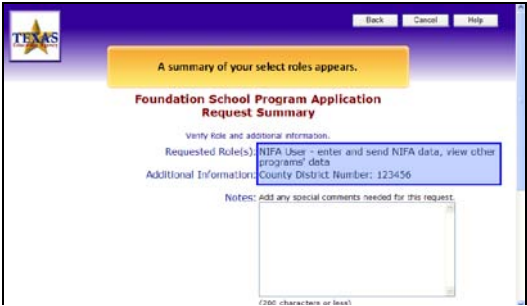 Back Cancel Help
TEXAS
A summary of your select roles appears.
Foundation School Program Application
Request Summary
Verify Role and additional information.
Requested Role(s): NIFA User - enter and send NIFA data, view other
programs' data
Additional Information: County District Number: 123456
Notes: Add any special comments needed for this request.
(200 characters or less)